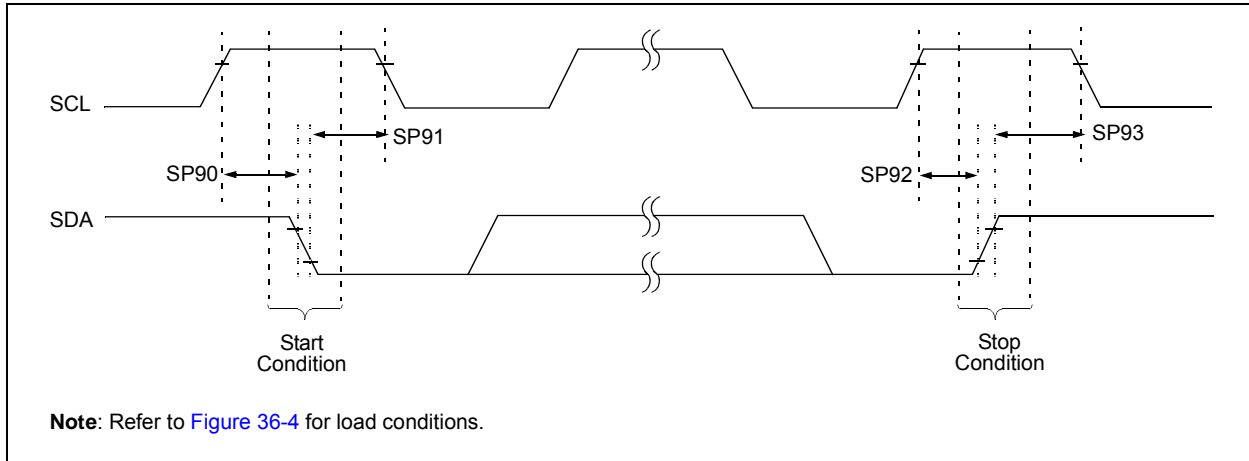 SCL
SP91
SP93
SP90
SP92
SDA
Start
Condition
Stop
Condition
Note: Refer to Figure 36-4 for load conditions.